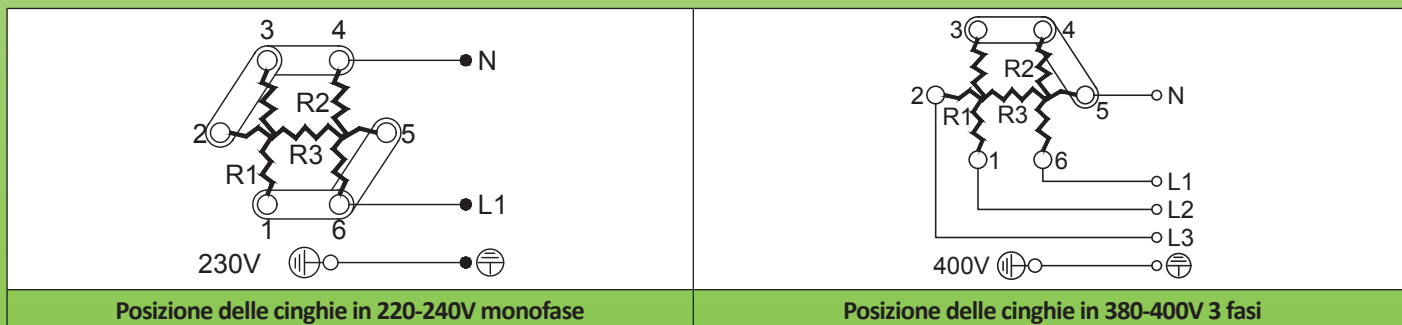 3 4
N
R2
2 5
R3
R1
L1
1 6
230V
Posizione delle cinghie in 220-240V monofase
3 4
R2
2 N
R1 R3 5
1 6
L1
L2
L3
400V
Posizione delle cinghie in 380-400V 3 fasi